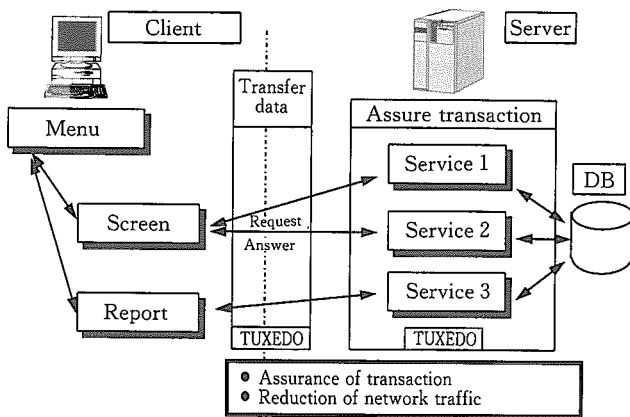 Client
Server
Transfer
data
Menu
Assure transaction
Service 1
DB
Screen
Request
Answer
Service 2
Report
Service 3
TUXEDO
TUXEDO
Assurance of transaction
Reduction of network traffic